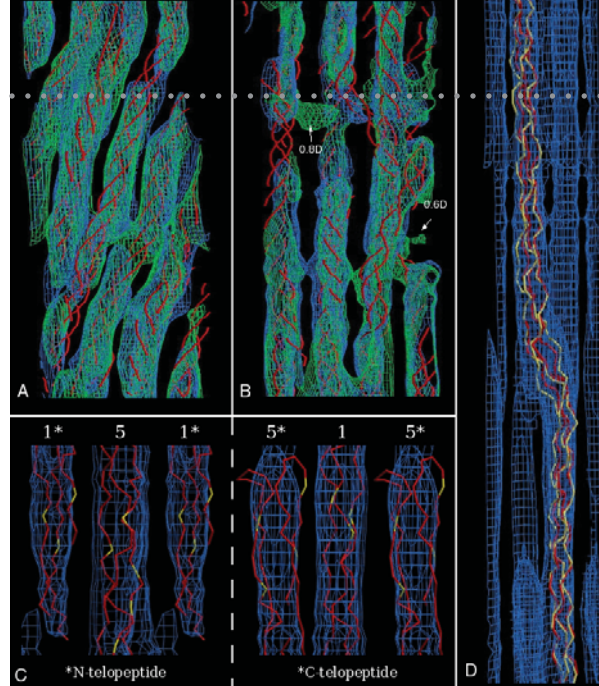 0.8D
0.6D
A
B
1* 5 1*
5* 1 5*
C
*N-telopeptide
*C-telopeptide
D